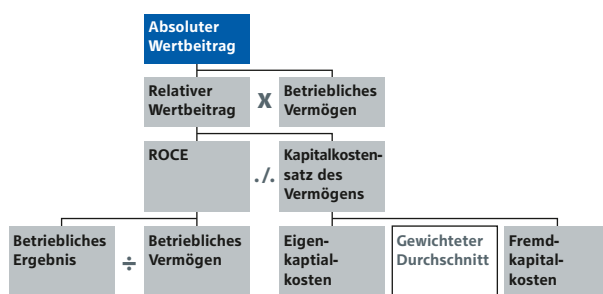 Absoluter
Wertbeitrag
Relativer
Wertbeitrag
X
Betriebliches
Vermögen
ROCE
./.
Kapitalkosten-
satz des
Vermögens
Betriebliches
Ergebnis
÷
Betriebliches
Vermögen
Eigen-
kaptial-
kosten
Gewichteter
Durchschnitt
Fremd-
kapital-
kosten